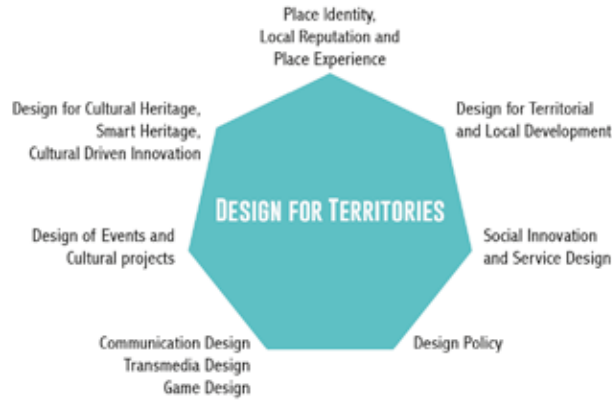 Place Identity,
Local Reputation and
Place Experience
Design for Cultural Heritage,
Smart Heritage,
Cultural Driven Innovation
Design for Territorial
and Local Development
DESIGN FOR TERRITORIES
Design of Events and
Cultural projects
Social Innovation
and Service Design
Communication Design
Transmedia Design
Game Design
Design Policy